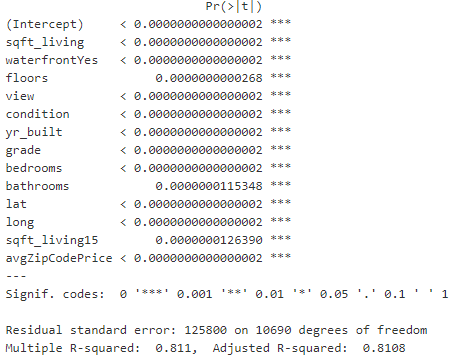 Pr(>|t|)
(Intercept)      < 0.0000000000000002 ***
sqft_living      < 0.0000000000000002 ***
waterfrontYes    < 0.0000000000000002 ***
floors                0.0000000000268 ***
view             < 0.0000000000000002 ***
condition        < 0.0000000000000002 ***
yr_built         < 0.0000000000000002 ***
grade            < 0.0000000000000002 ***
bedrooms         < 0.0000000000000002 ***
bathrooms             0.0000000115348 ***
lat              < 0.0000000000000002 ***
long             < 0.0000000000000002 ***
sqft_living15         0.0000000126390 ***
avgZipCodePrice < 0.0000000000000002 ***
---
Signif. codes:  0 '***' 0.001 '**' 0.01 '*' 0.05 '.' 0.1 ' ' 1
Residual standard error: 125800 on 10690 degrees of freedom
Multiple R-squared:  0.811,  Adjusted R-squared:  0.8108